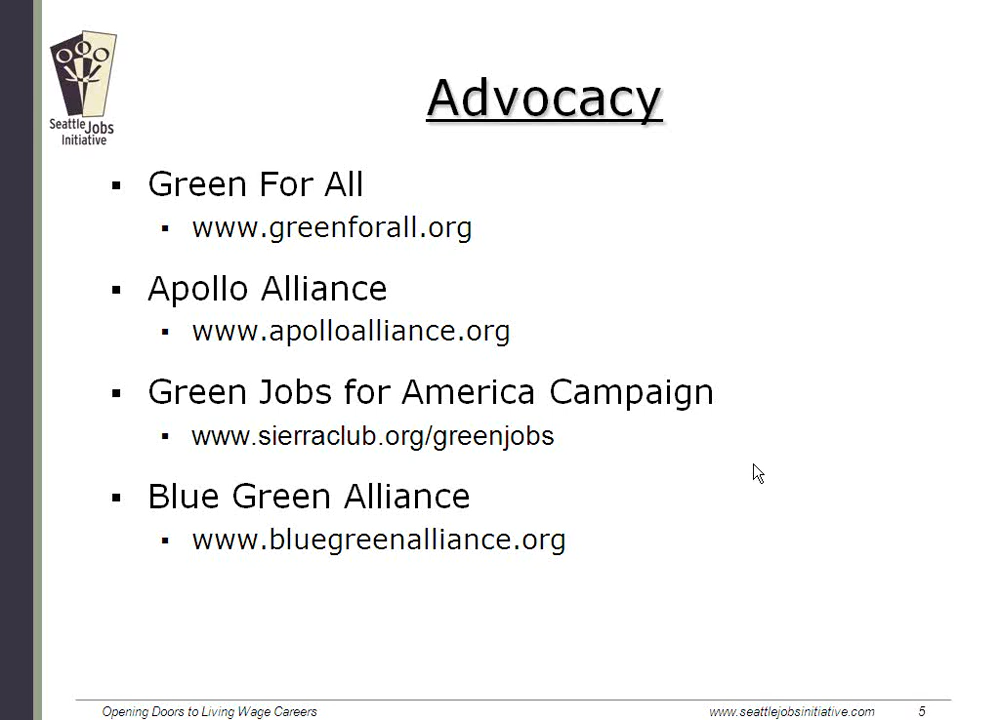 Seattle Jobs
Initiative
Advocacy
▪ Green For All
▪ www.greenforall.org
▪ Apollo Alliance
▪ www.apolloalliance.org
▪ Green Jobs for America Campaign
▪ www.sierraclub.org/greenjobs
▪ Blue Green Alliance
▪ www.bluegreenalliance.org
Opening Doors to Living Wage Careers www.seattlejobsinitiative.com 5